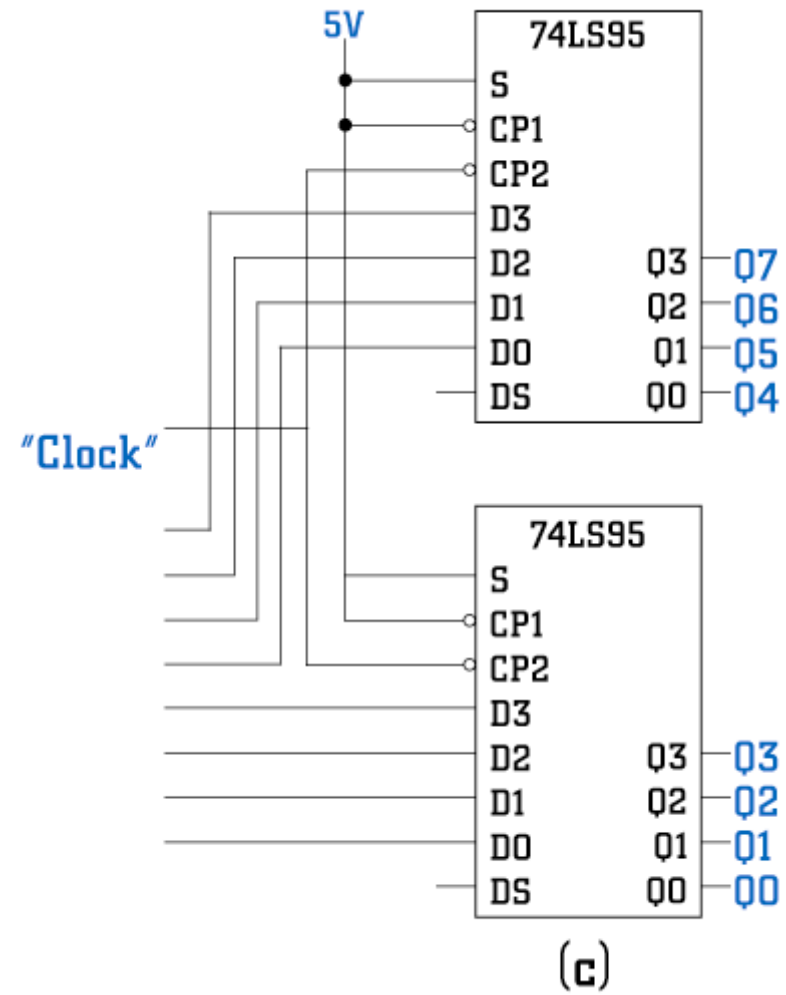 5V
74LS95
S
CP1
CP2
D3
D2 Q3 Q7
D1 Q2 Q6
D0 Q1 Q5
DS Q0 Q4
"Clock"
74LS95
S
CP1
CP2
D3
D2 Q3 Q3
D1 Q2 Q2
D0 Q1 Q1
DS Q0 Q0
(c)